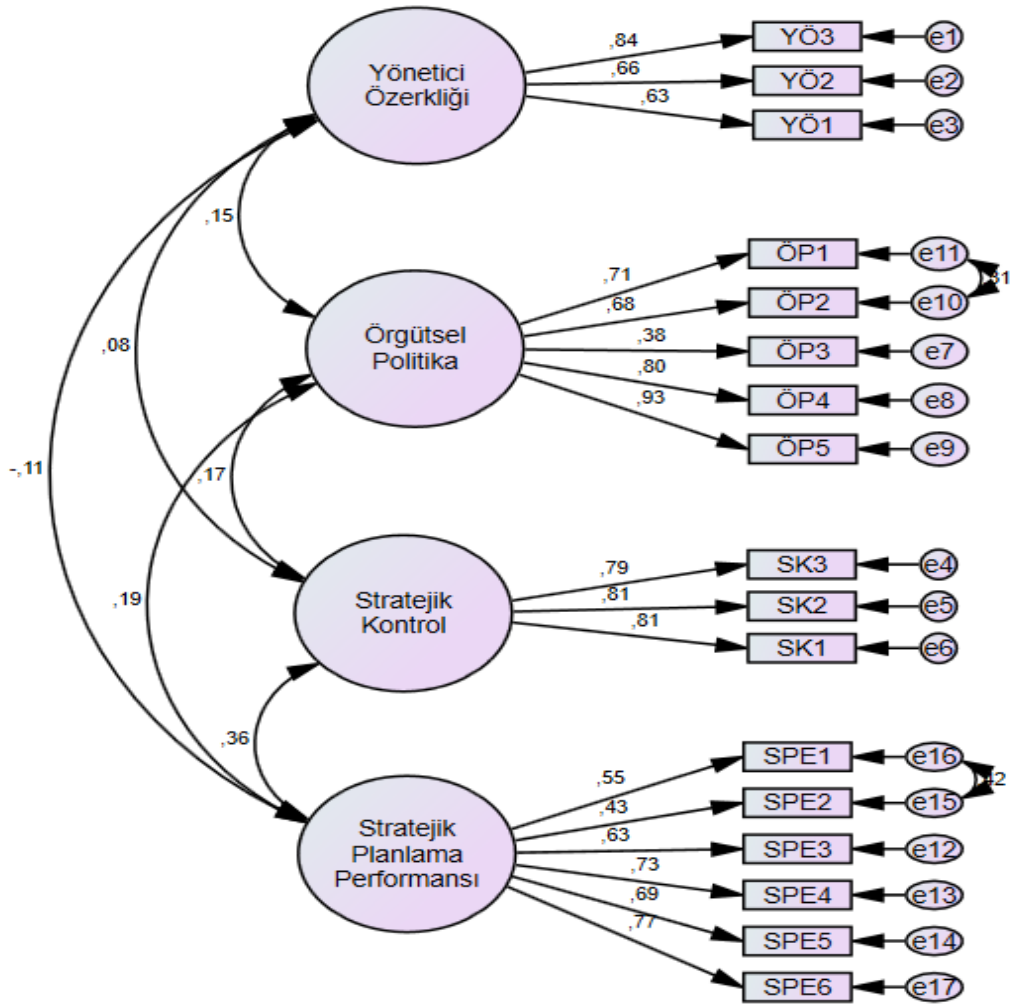 Yönetici
Özerkliği
,84
,66
,63
YÖ3
e1
YÖ2
e2
YÖ1
e3
,15
,08
-,11
Örgütsel
Politika
,71
,68
,38
,80
,93
ÖP1
e11
ÖP2
e10
ÖP3
e7
ÖP4
e8
ÖP5
e9
,17
,19
Stratejik
Kontrol
,79
,81
,81
SK3
e4
SK2
e5
SK1
e6
,36
Stratejik
Planlama
Performansı
,55
,43
,63
,73
,69
,77
SPE1
e16
SPE2
e15
SPE3
e12
SPE4
e13
SPE5
e14
SPE6
e17